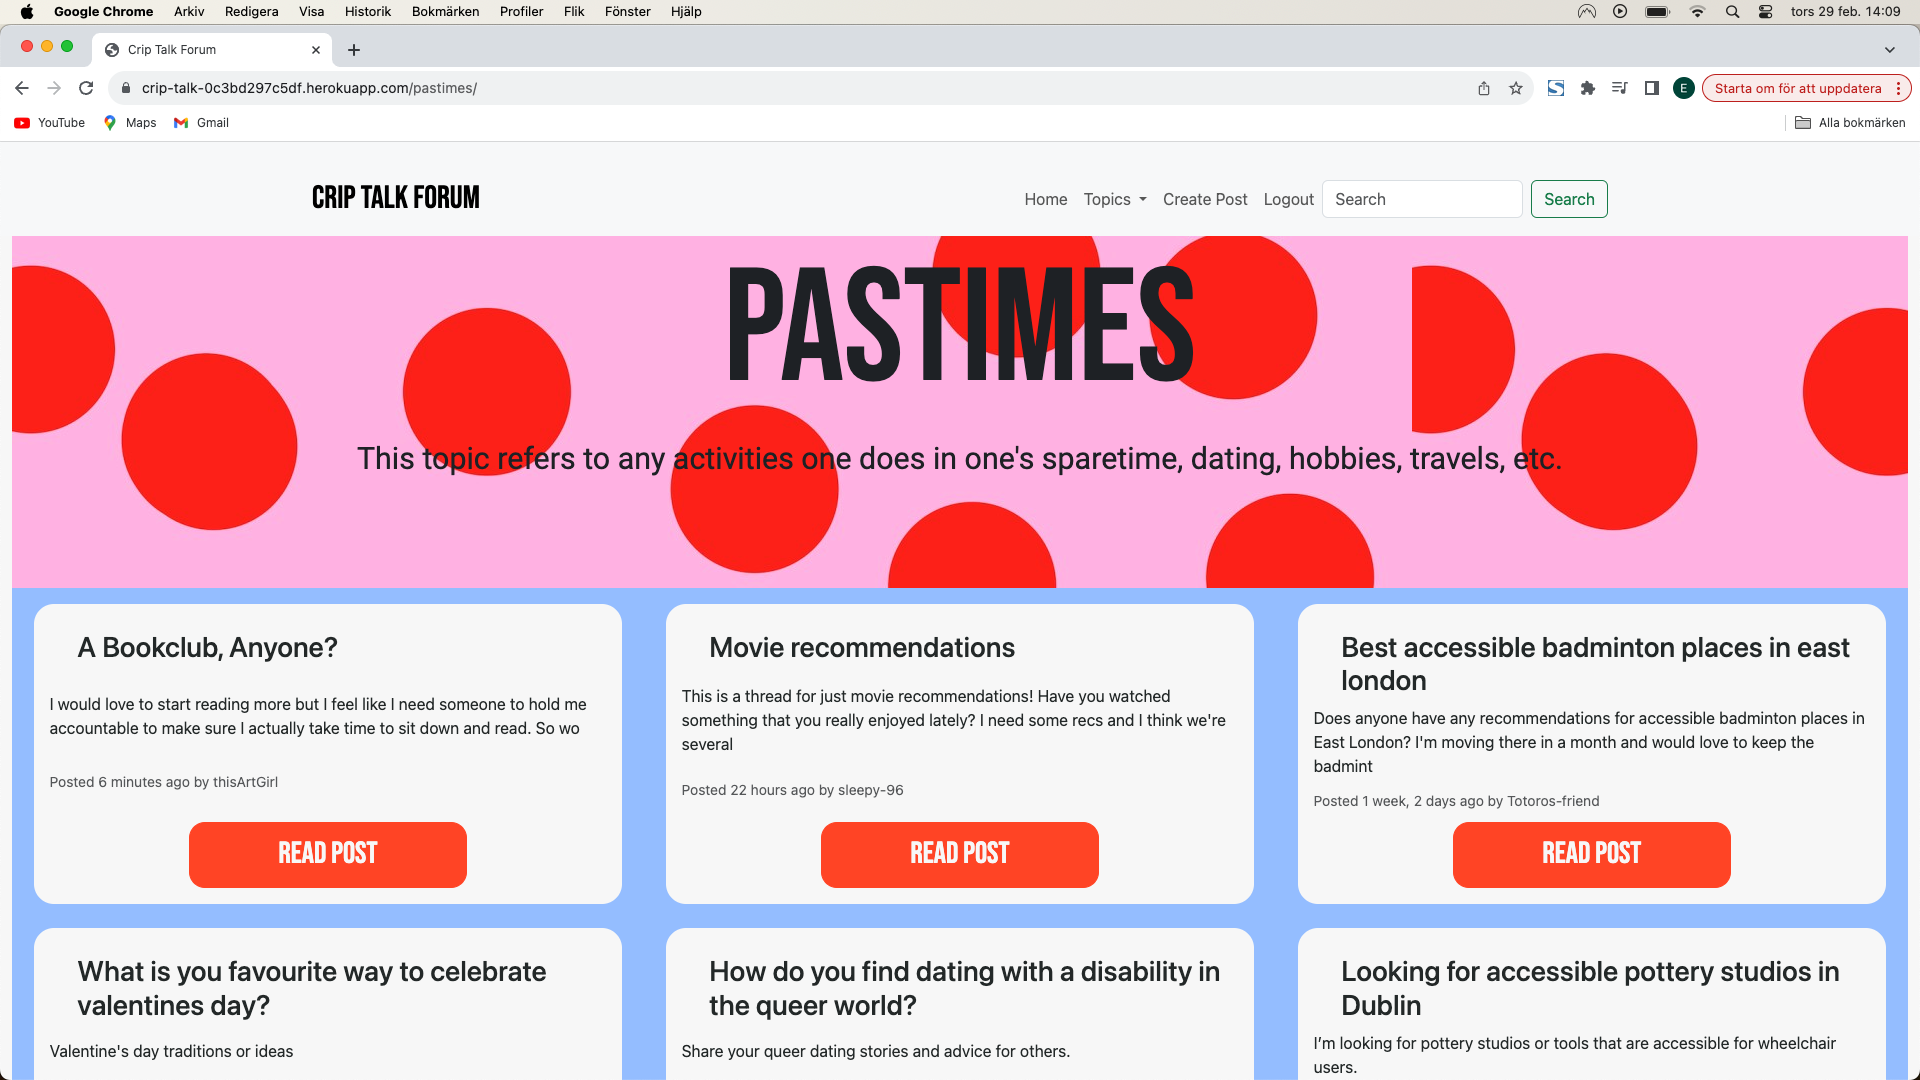 Google Chrome Arkiv Redigera Visa Historik Bokmärken Profiler Flik Fönster Hjälp tors 29 feb. 14:09
Crip Talk Forum
crip-talk-0c3bd297c5df.herokuapp.com/pastimes/ E Starta om för att uppdatera
YouTube Maps Gmail Alla bokmärken
CRIP TALK FORUM Home Topics Create Post Logout Search Search
PASTIMES
This topic refers to any activities one does in one's sparetime, dating, hobbies, travels, etc.
A Bookclub, Anyone?
I would love to start reading more but I feel like I need someone to hold me
accountable to make sure I actually take time to sit down and read. So wo
Posted 6 minutes ago by thisArtGirl
READ POST
Movie recommendations
This is a thread for just movie recommendations! Have you watched
something that you really enjoyed lately? I need some recs and I think we're
several
Posted 22 hours ago by sleepy-96
READ POST
Best accessible badminton places in east
london
Does anyone have any recommendations for accessible badminton places in
East London? I'm moving there in a month and would love to keep the
badmint
Posted 1 week, 2 days ago by Totoros-friend
READ POST
What is you favourite way to celebrate
valentines day?
Valentine's day traditions or ideas
How do you find dating with a disability in
the queer world?
Share your queer dating stories and advice for others.
Looking for accessible pottery studios in
Dublin
I’m looking for pottery studios or tools that are accessible for wheelchair
users.